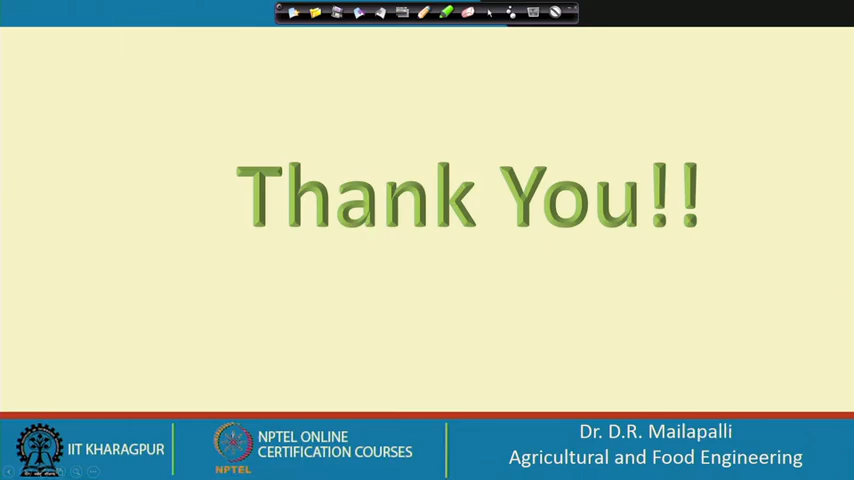 Thank You!!
IIT KHARAGPUR
NPTEL
NPTEL ONLINE
CERTIFICATION COURSES
Dr. D.R. Mailapalli
Agricultural and Food Engineering